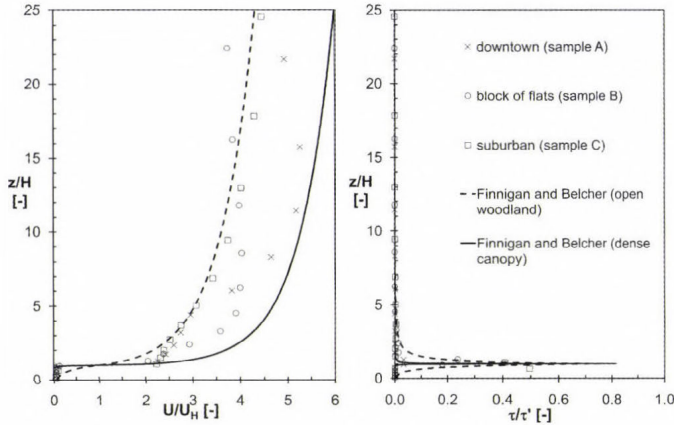 25
20
15
z/H
[-]
10
5
0
0 1 2 3 4 5 6
U/U_H [-]
25
20
15
z/H
[-]
10
5
0
0.0 0.2 0.4 0.6 0.8 1.0
τ/τ' [-]
downtown (sample A)
block of flats (sample B)
suburban (sample C)
Finnigan and Belcher (open
woodland)
Finnigan and Belcher (dense
canopy)